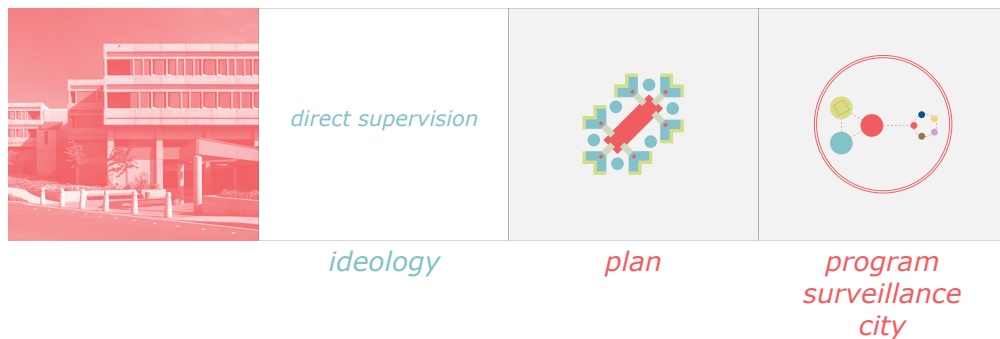 direct supervision
ideology
plan
program
surveillance
city